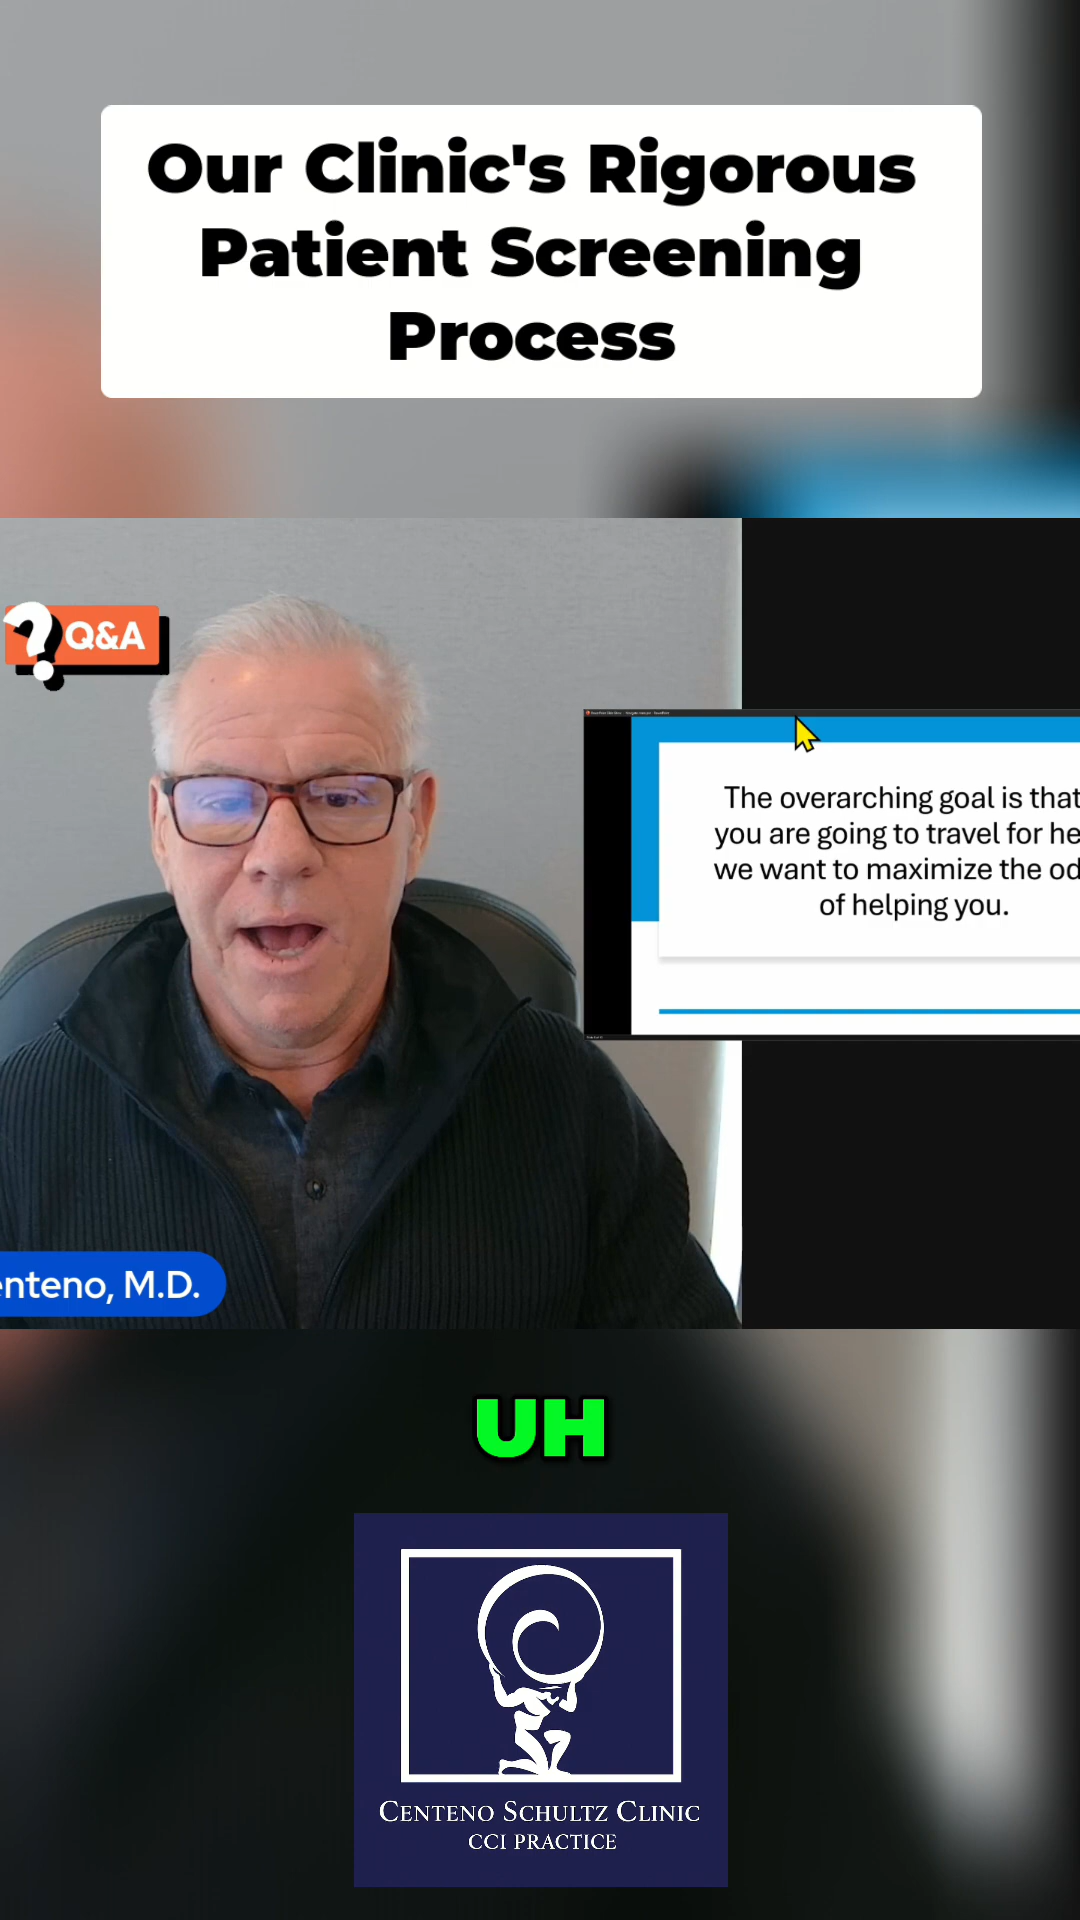 Our Clinic's Rigorous
Patient Screening
Process
Q&A
The overarching goal is that
you are going to travel for he
we want to maximize the od
of helping you.
enteno, M.D.
UH
CENTENO SCHULTZ CLINIC
CCI PRACTICE